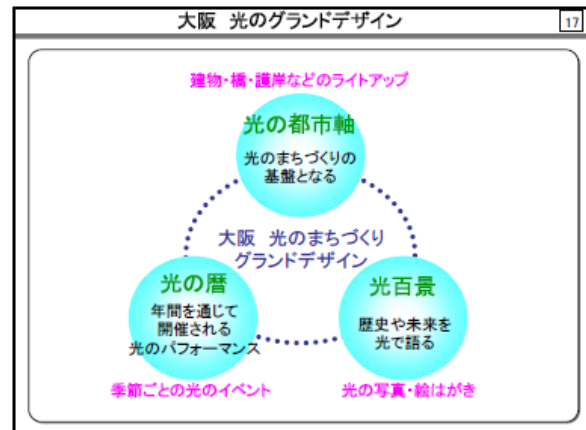 大阪 光のグランドデザイン
17
建物・橋・護岸などのライトアップ
光の都市軸
光のまちづくりの
基盤となる
大阪 光のまちづくり
グランドデザイン
光の暦
年間を通じて
開催される
光のパフォーマンス
季節ごとの光のイベント
光百景
歴史や未来を
光で語る
光の写真・絵はがき